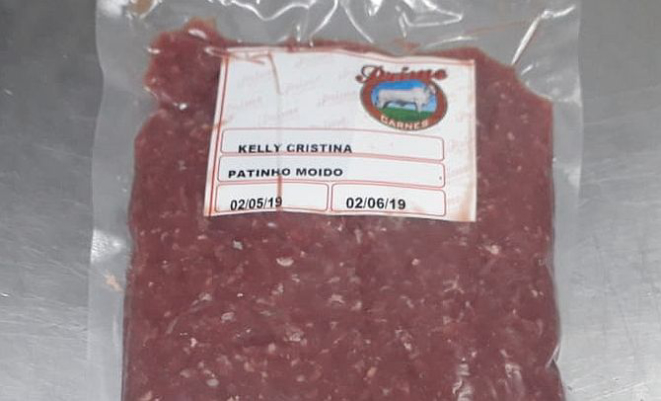 Prime
CARNES
KELLY CRISTINA
PATINHO MOIDO
02/05/19 02/06/19